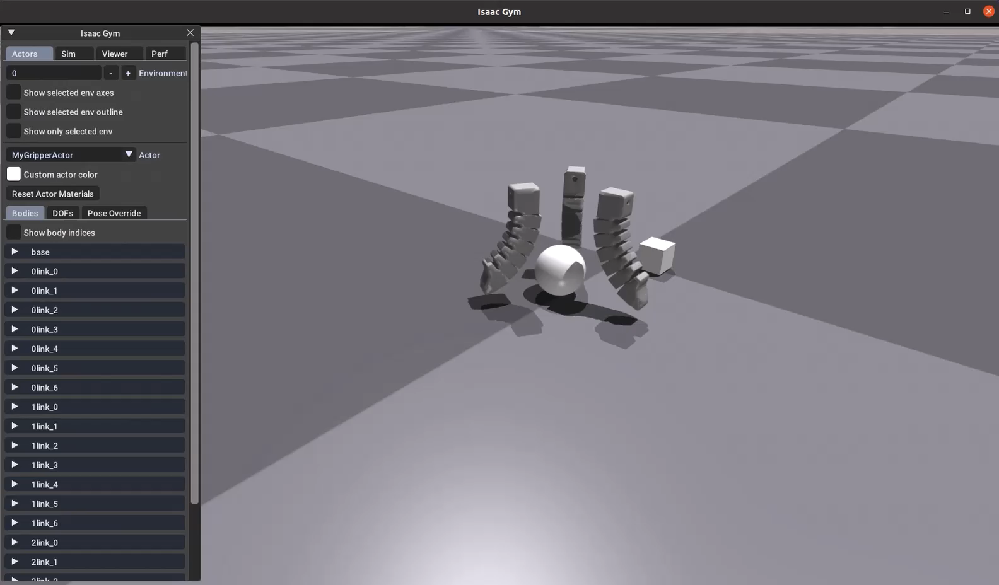 Isaac Gym
Isaac Gym
Actors Sim Viewer Perf
0 - + Environment
Show selected env axes
Show selected env outline
Show only selected env
MyGripperActor Actor
Custom actor color
Reset Actor Materials
Bodies DOFs Pose Override
Show body indices
base
0link_0
0link_1
0link_2
0link_3
0link_4
0link_5
0link_6
1link_0
1link_1
1link_2
1link_3
1link_4
1link_5
1link_6
2link_0
2link_1